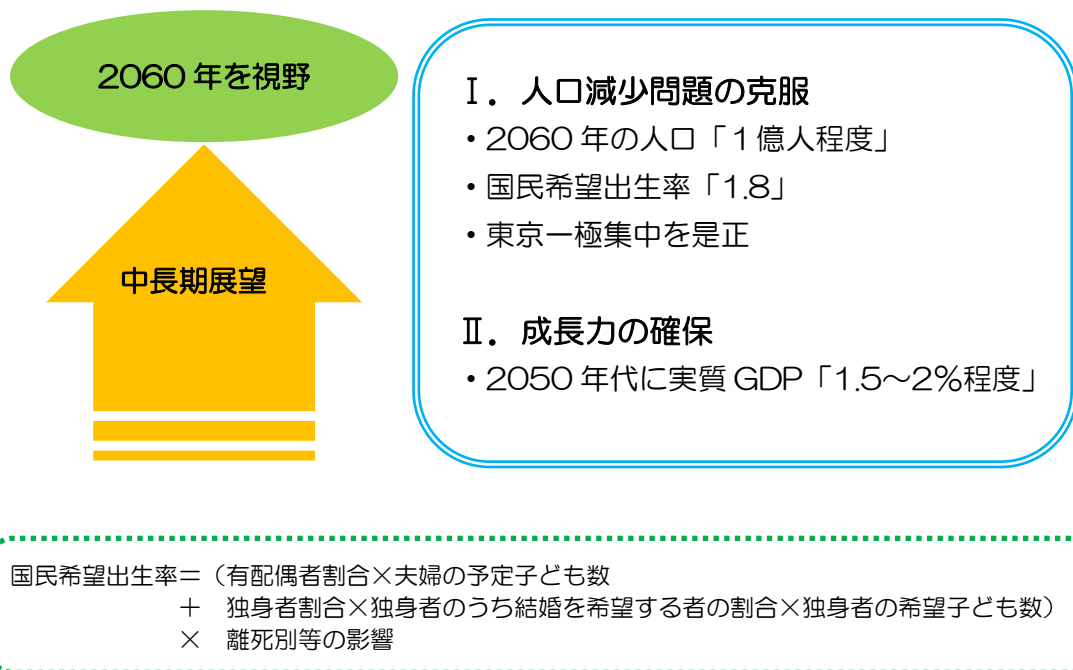 2060 年を視野
中長期展望
Ⅰ．人口減少問題の克服
・2060 年の人口「１億人程度」
・国民希望出生率「1.8」
・東京一極集中を是正
Ⅱ．成長力の確保
・2050 年代に実質 GDP「1.5～2％程度」
国民希望出生率＝（有配偶者割合×夫婦の予定子ども数
＋　独身者割合×独身者のうち結婚を希望する者の割合×独身者の希望子ども数）
×　離死別等の影響